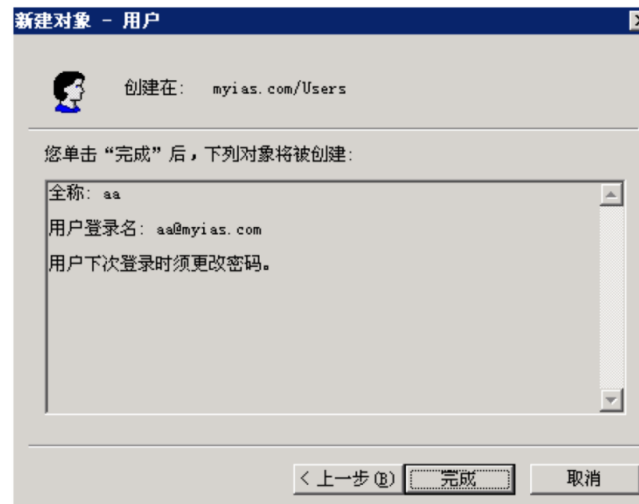 新建对象 - 用户
创建在: myias.com/Users
您单击“完成”后，下列对象将被创建:
全称: aa
用户登录名: aa@myias.com
用户下次登录时须更改密码。
< 上一步(B) 完成 取消